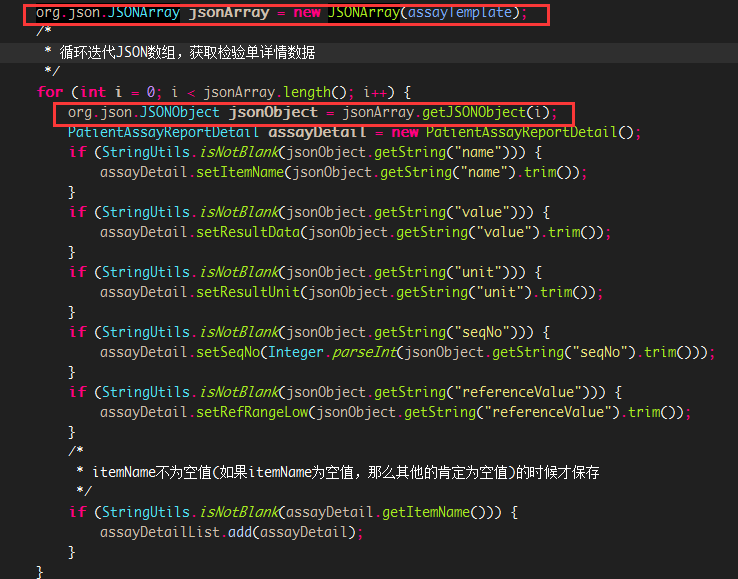 org.json.JSONArray jsonArray = new JSONArray(assayTemplate);
/*
* 循环迭代JSON数组，获取检验单详情数据
*/
for (int i = 0; i < jsonArray.length(); i++) {
org.json.JSONObject jsonObject = jsonArray.getJSONObject(i);
PatientAssayReportDetail assayDetail = new PatientAssayReportDetail();
if (StringUtils.isNotBlank(jsonObject.getString("name"))) {
assayDetail.setItemName(jsonObject.getString("name").trim());
}
if (StringUtils.isNotBlank(jsonObject.getString("value"))) {
assayDetail.setResultData(jsonObject.getString("value").trim());
}
if (StringUtils.isNotBlank(jsonObject.getString("unit"))) {
assayDetail.setResultUnit(jsonObject.getString("unit").trim());
}
if (StringUtils.isNotBlank(jsonObject.getString("seqNo"))) {
assayDetail.setSeqNo(Integer.parseInt(jsonObject.getString("seqNo").trim()));
}
if (StringUtils.isNotBlank(jsonObject.getString("referenceValue"))) {
assayDetail.setRefRangeLow(jsonObject.getString("referenceValue").trim());
}
/*
* itemName不为空值(如果itemName为空值，那么其他的肯定为空值)的时候才保存
*/
if (StringUtils.isNotBlank(assayDetail.getItemName())) {
assayDetailList.add(assayDetail);
}
}